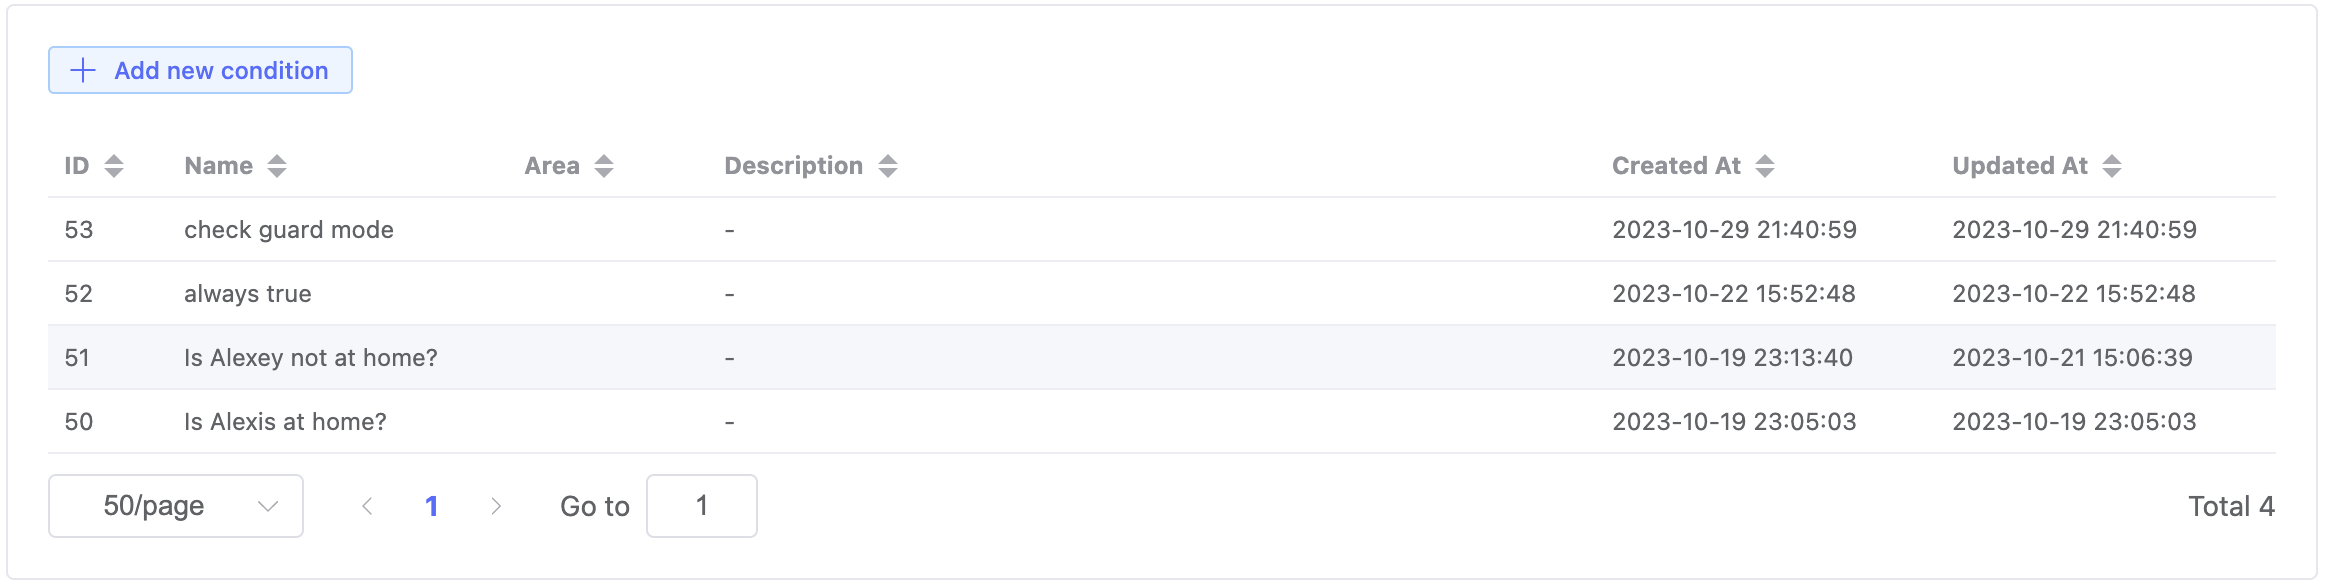 Add new condition
ID Name Area Description Created At Updated At
53 check guard mode - 2023-10-29 21:40:59 2023-10-29 21:40:59
52 always true - 2023-10-22 15:52:48 2023-10-22 15:52:48
51 Is Alexey not at home? - 2023-10-19 23:13:40 2023-10-21 15:06:39
50 Is Alexis at home? - 2023-10-19 23:05:03 2023-10-19 23:05:03
50/page 1 Go to 1 Total 4